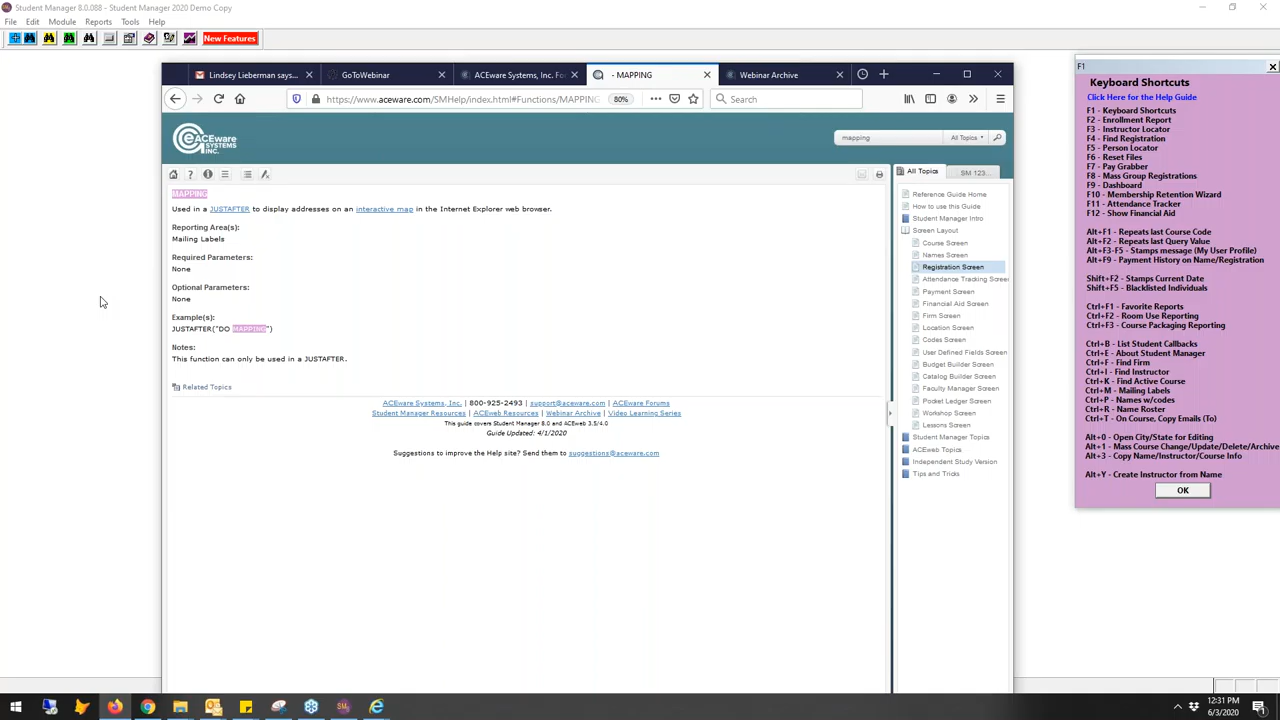 Student Manager 8.0.088 - Student Manager 2020 Demo Copy
File Edit Module Reports Tools Help
New Features
Lindsey Lieberman says...
GoToWebinar
ACEware Systems, Inc. Fo
- MAPPING
Webinar Archive
https://www.aceware.com/SMHelp/index.html#Functions/MAPPING
80%
Search
ACEware
SYSTEMS
INC.
mapping
All Topics
All Topics
SM 123...
MAPPING
Used in a JUSTAFTER to display addresses on an interactive map in the Internet Explorer web browser.
Reporting Area(s):
Mailing Labels
Required Parameters:
None
Optional Parameters:
None
Example(s):
JUSTAFTER("DO MAPPING")
Notes:
This function can only be used in a JUSTAFTER.
Related Topics
ACEware Systems, Inc. | 800-925-2493 | support@aceware.com | ACEware Forums
Student Manager Resources | ACEweb Resources | Webinar Archive | Video Learning Series
This guide covers Student Manager 8.0 and ACEweb 3.5/4.0
Guide Updated: 4/1/2020
Suggestions to improve the Help site? Send them to suggestions@aceware.com
Reference Guide Home
How to use this Guide
Student Manager Intro
Screen Layout
Course Screen
Names Screen
Registration Screen
Attendance Tracking Screen
Payment Screen
Financial Aid Screen
Firm Screen
Location Screen
Codes Screen
User Defined Fields Screen
Budget Builder Screen
Catalog Builder Screen
Faculty Manager Screen
Pocket Ledger Screen
Workshop Screen
Lessons Screen
Student Manager Topics
ACEweb Topics
Independent Study Version
Tips and Tricks
F1
Keyboard Shortcuts
Click Here for the Help Guide
F1 - Keyboard Shortcuts
F2 - Enrollment Report
F3 - Instructor Locator
F4 - Find Registration
F5 - Person Locator
F6 - Reset Files
F7 - Pay Grabber
F8 - Mass Group Registrations
F9 - Dashboard
F10 - Membership Retention Wizard
F11 - Attendance Tracker
F12 - Show Financial Aid
Alt+F1 - Repeats last Course Code
Alt+F2 - Repeats last Query Value
Alt+F3-F5 - Stamps message (My User Profile)
Alt+F9 - Payment History on Name/Registration
Shift+F2 - Stamps Current Date
Shift+F5 - Blacklisted Individuals
Ctrl+F1 - Favorite Reports
Ctrl+F2 - Room Use Reporting
Ctrl+F3 - Course Packaging Reporting
Ctrl+B - List Student Callbacks
Ctrl+E - About Student Manager
Ctrl+F - Find Firm
Ctrl+I - Find Instructor
Ctrl+K - Find Active Course
Ctrl+M - Mailing Labels
Ctrl+P - Names w/codes
Ctrl+R - Name Roster
Ctrl+T - On Course, Copy Emails (To)
Alt+0 - Open City/State for Editing
Alt+1 - Mass Course Change/Update/Delete/Archive
Alt+3 - Copy Name/Instructor/Course Info
Alt+Y - Create Instructor from Name
OK
12:31 PM
6/3/2020